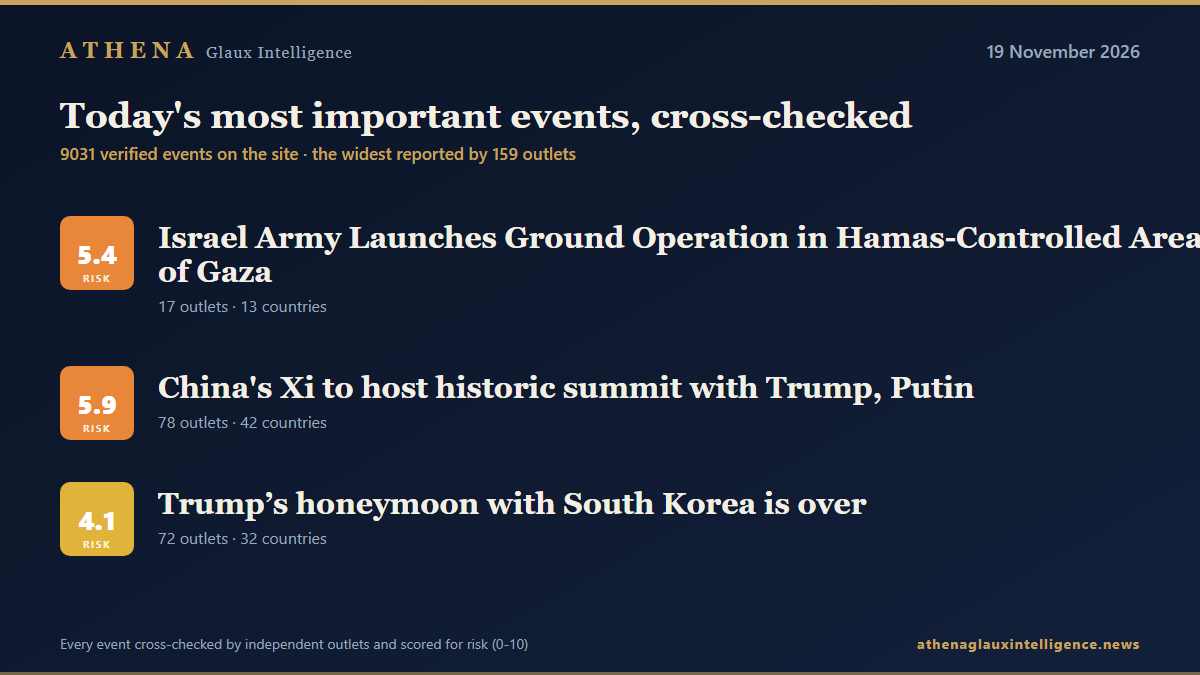 ATHENA Glaux Intelligence
19 November 2026
Today's most important events, cross-checked
9031 verified events on the site · the widest reported by 159 outlets
5.4
RISK
Israel Army Launches Ground Operation in Hamas-Controlled Area
of Gaza
17 outlets · 13 countries
5.9
RISK
China's Xi to host historic summit with Trump, Putin
78 outlets · 42 countries
4.1
RISK
Trump’s honeymoon with South Korea is over
72 outlets · 32 countries
Every event cross-checked by independent outlets and scored for risk (0-10)
athenaglauxintelligence.news